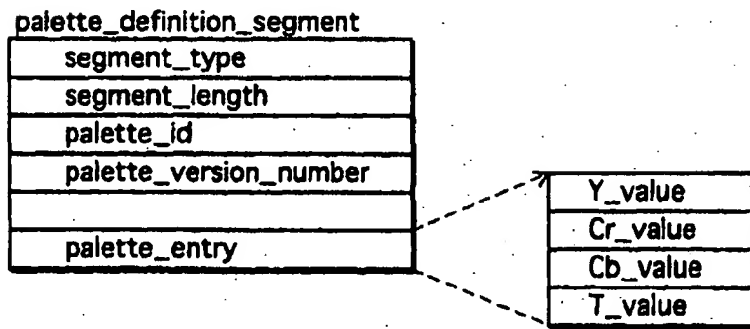 palette_definition_segment
segment_type
segment_length
palette_id
palette_version_number
palette_entry
Y_value
Cr_value
Cb_value
T_value